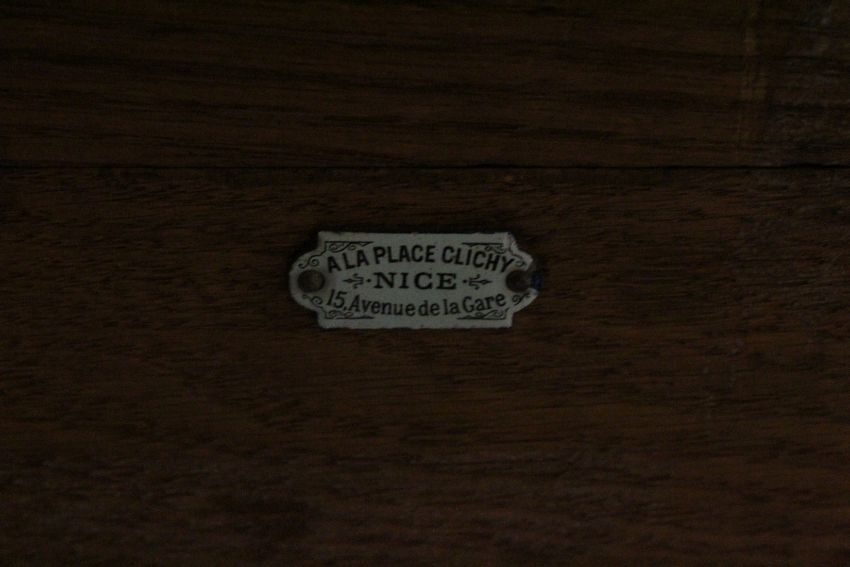 A LA PLACE CLICHY
NICE
15, Avenue de la Gare